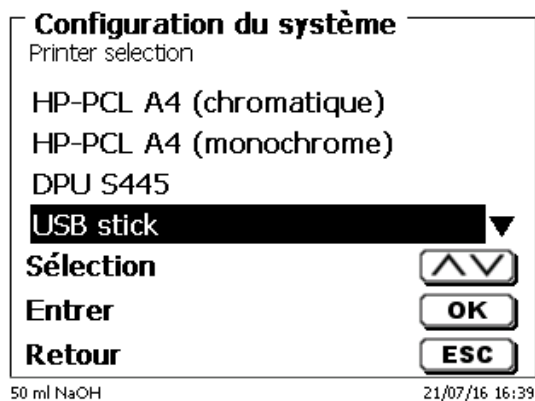 Configuration du système
Printer selection
HP-PCL A4 (chromatique)
HP-PCL A4 (monochrome)
DPU S445
USB stick
Sélection
Entrer OK
Retour ESC
50 ml NaOH 21/07/16 16:39